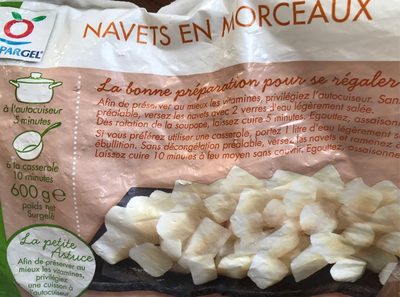 NAVETS EN MORCEAUX
PARGEL
La bonne préparation pour se régaler
Afin de préserver au mieux les vitamines, privilégiez l'autocuiseur. Sans
préalable, versez les navets avec 2 verres d'eau légèrement salée.
Dès rotation de la soupape, laissez cuire 5 minutes. Egouttez, assaisonne
Si vous préférez utiliser une casserole, portez 1 litre d'eau légèrement s
ébullition. Sans décongélation préalable, versez les navets et ramenez à
Laissez cuire 10 minutes à feu moyen sans couvrir. Egouttez, assaisonne
à l'autocuiseur
5 minutes
à la casserole
10 minutes
600 g e
poids net
Surgelé
La petite
Astuce
Afin de préserver au
mieux les vitamines,
privilégiez
une cuisson à
l'autocuiseur